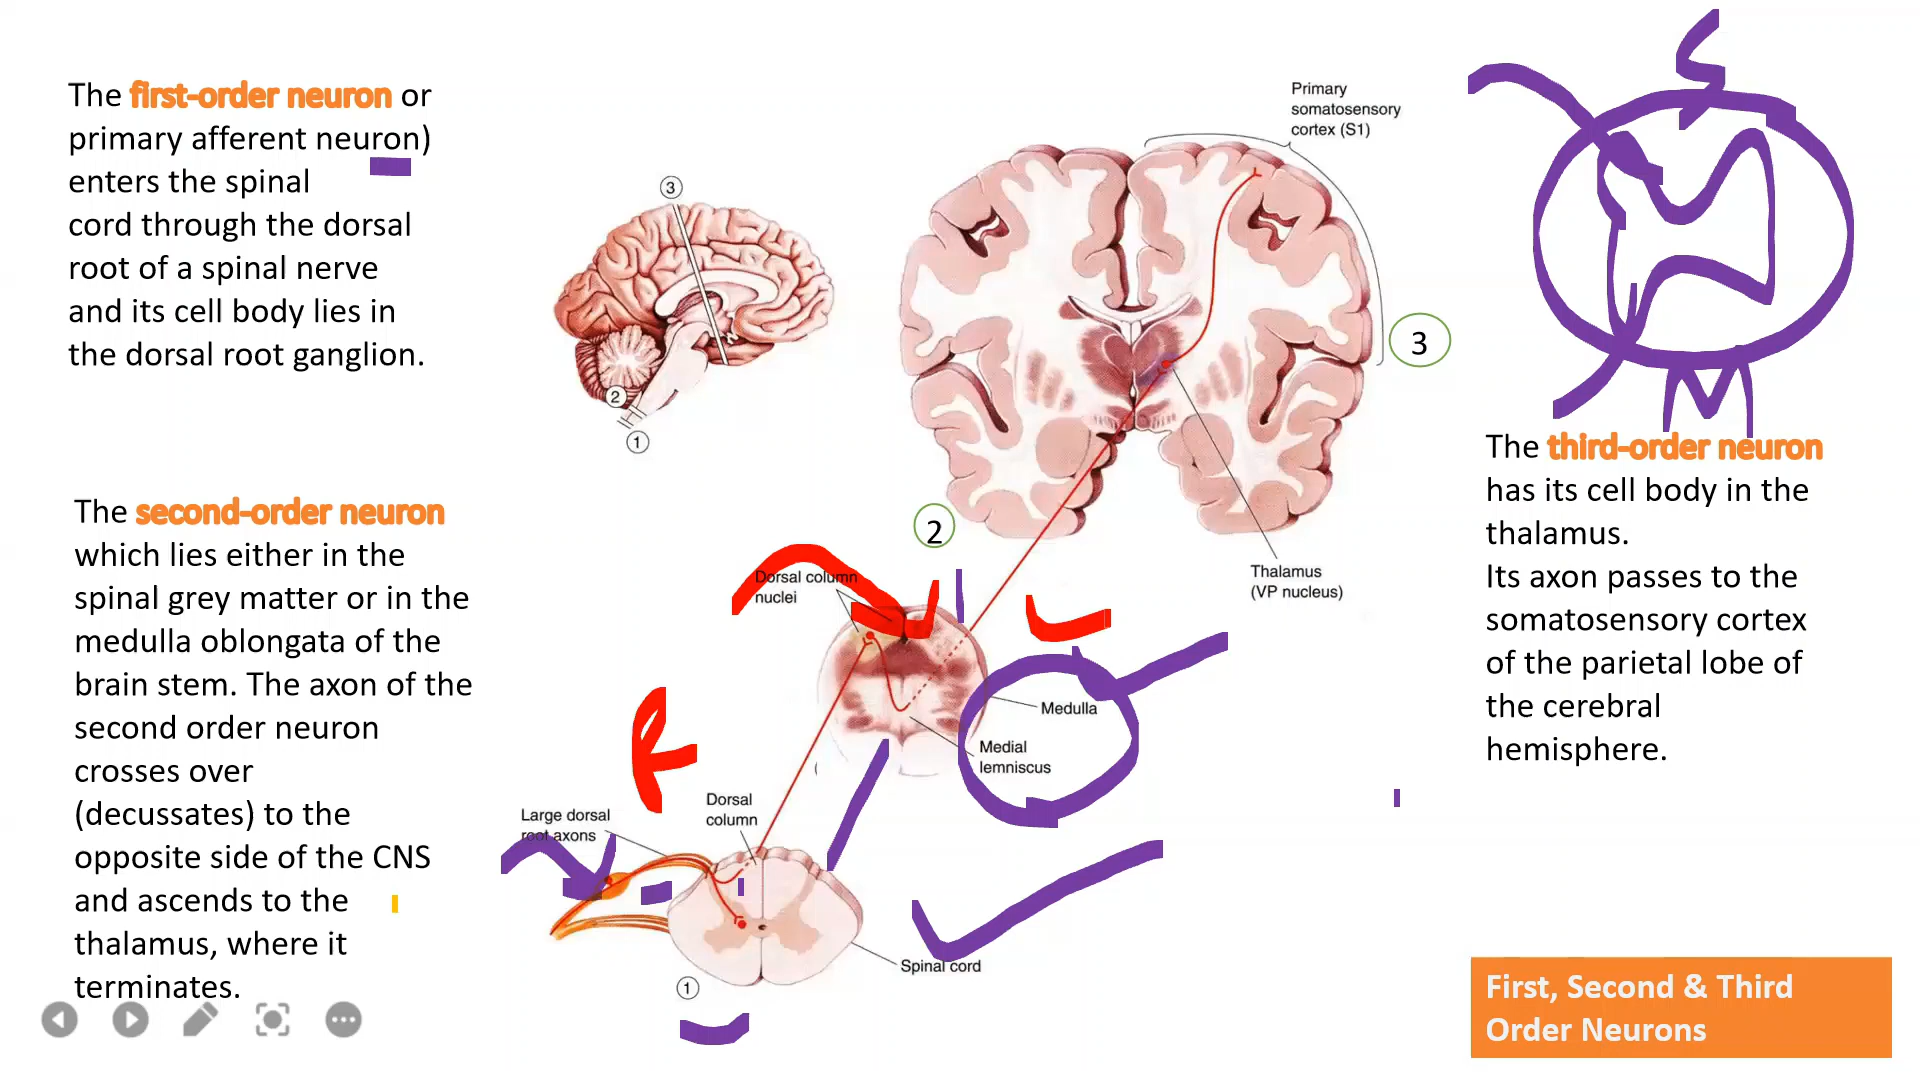 The first-order neuron or
primary afferent neuron)
enters the spinal
cord through the dorsal
root of a spinal nerve
and its cell body lies in
the dorsal root ganglion.
The second-order neuron
which lies either in the
spinal grey matter or in the
medulla oblongata of the
brain stem. The axon of the
second order neuron
crosses over
(decussates) to the
opposite side of the CNS
and ascends to the
thalamus, where it
terminates.
3
2
1
Primary
somatosensory
cortex (S1)
3
2
Thalamus
(VP nucleus)
Dorsal column
nuclei
Medulla
Medial
lemniscus
Dorsal
column
Large dorsal
root axons
Spinal cord
1
The third-order neuron
has its cell body in the
thalamus.
Its axon passes to the
somatosensory cortex
of the parietal lobe of
the cerebral
hemisphere.
First, Second & Third
Order Neurons